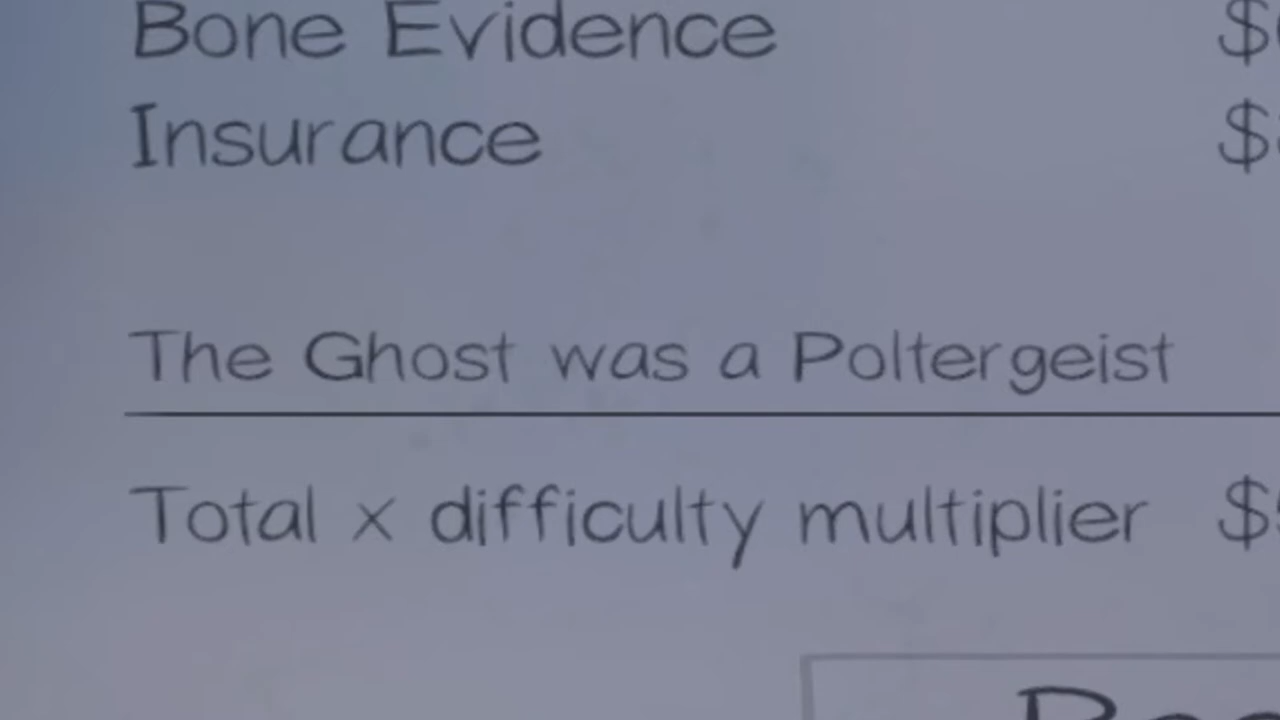 Bone Evidence $
Insurance $
The Ghost was a Poltergeist
Total x difficulty multiplier $